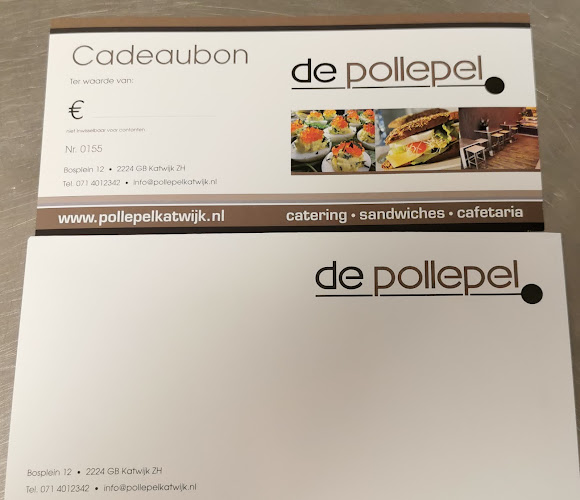 Cadeaubon
de pollepel
Ter waarde van:
€
niet inwisselbaar voor contanten
Nr. 0155
Bosplein 12 • 2224 GB Katwijk ZH
Tel. 071 4012342 • info@pollepelkatwijk.nl
www.pollepelkatwijk.nl catering • sandwiches • cafetaria
de pollepel
Bosplein 12 • 2224 GB Katwijk ZH
Tel. 071 4012342 • info@pollepelkatwijk.nl